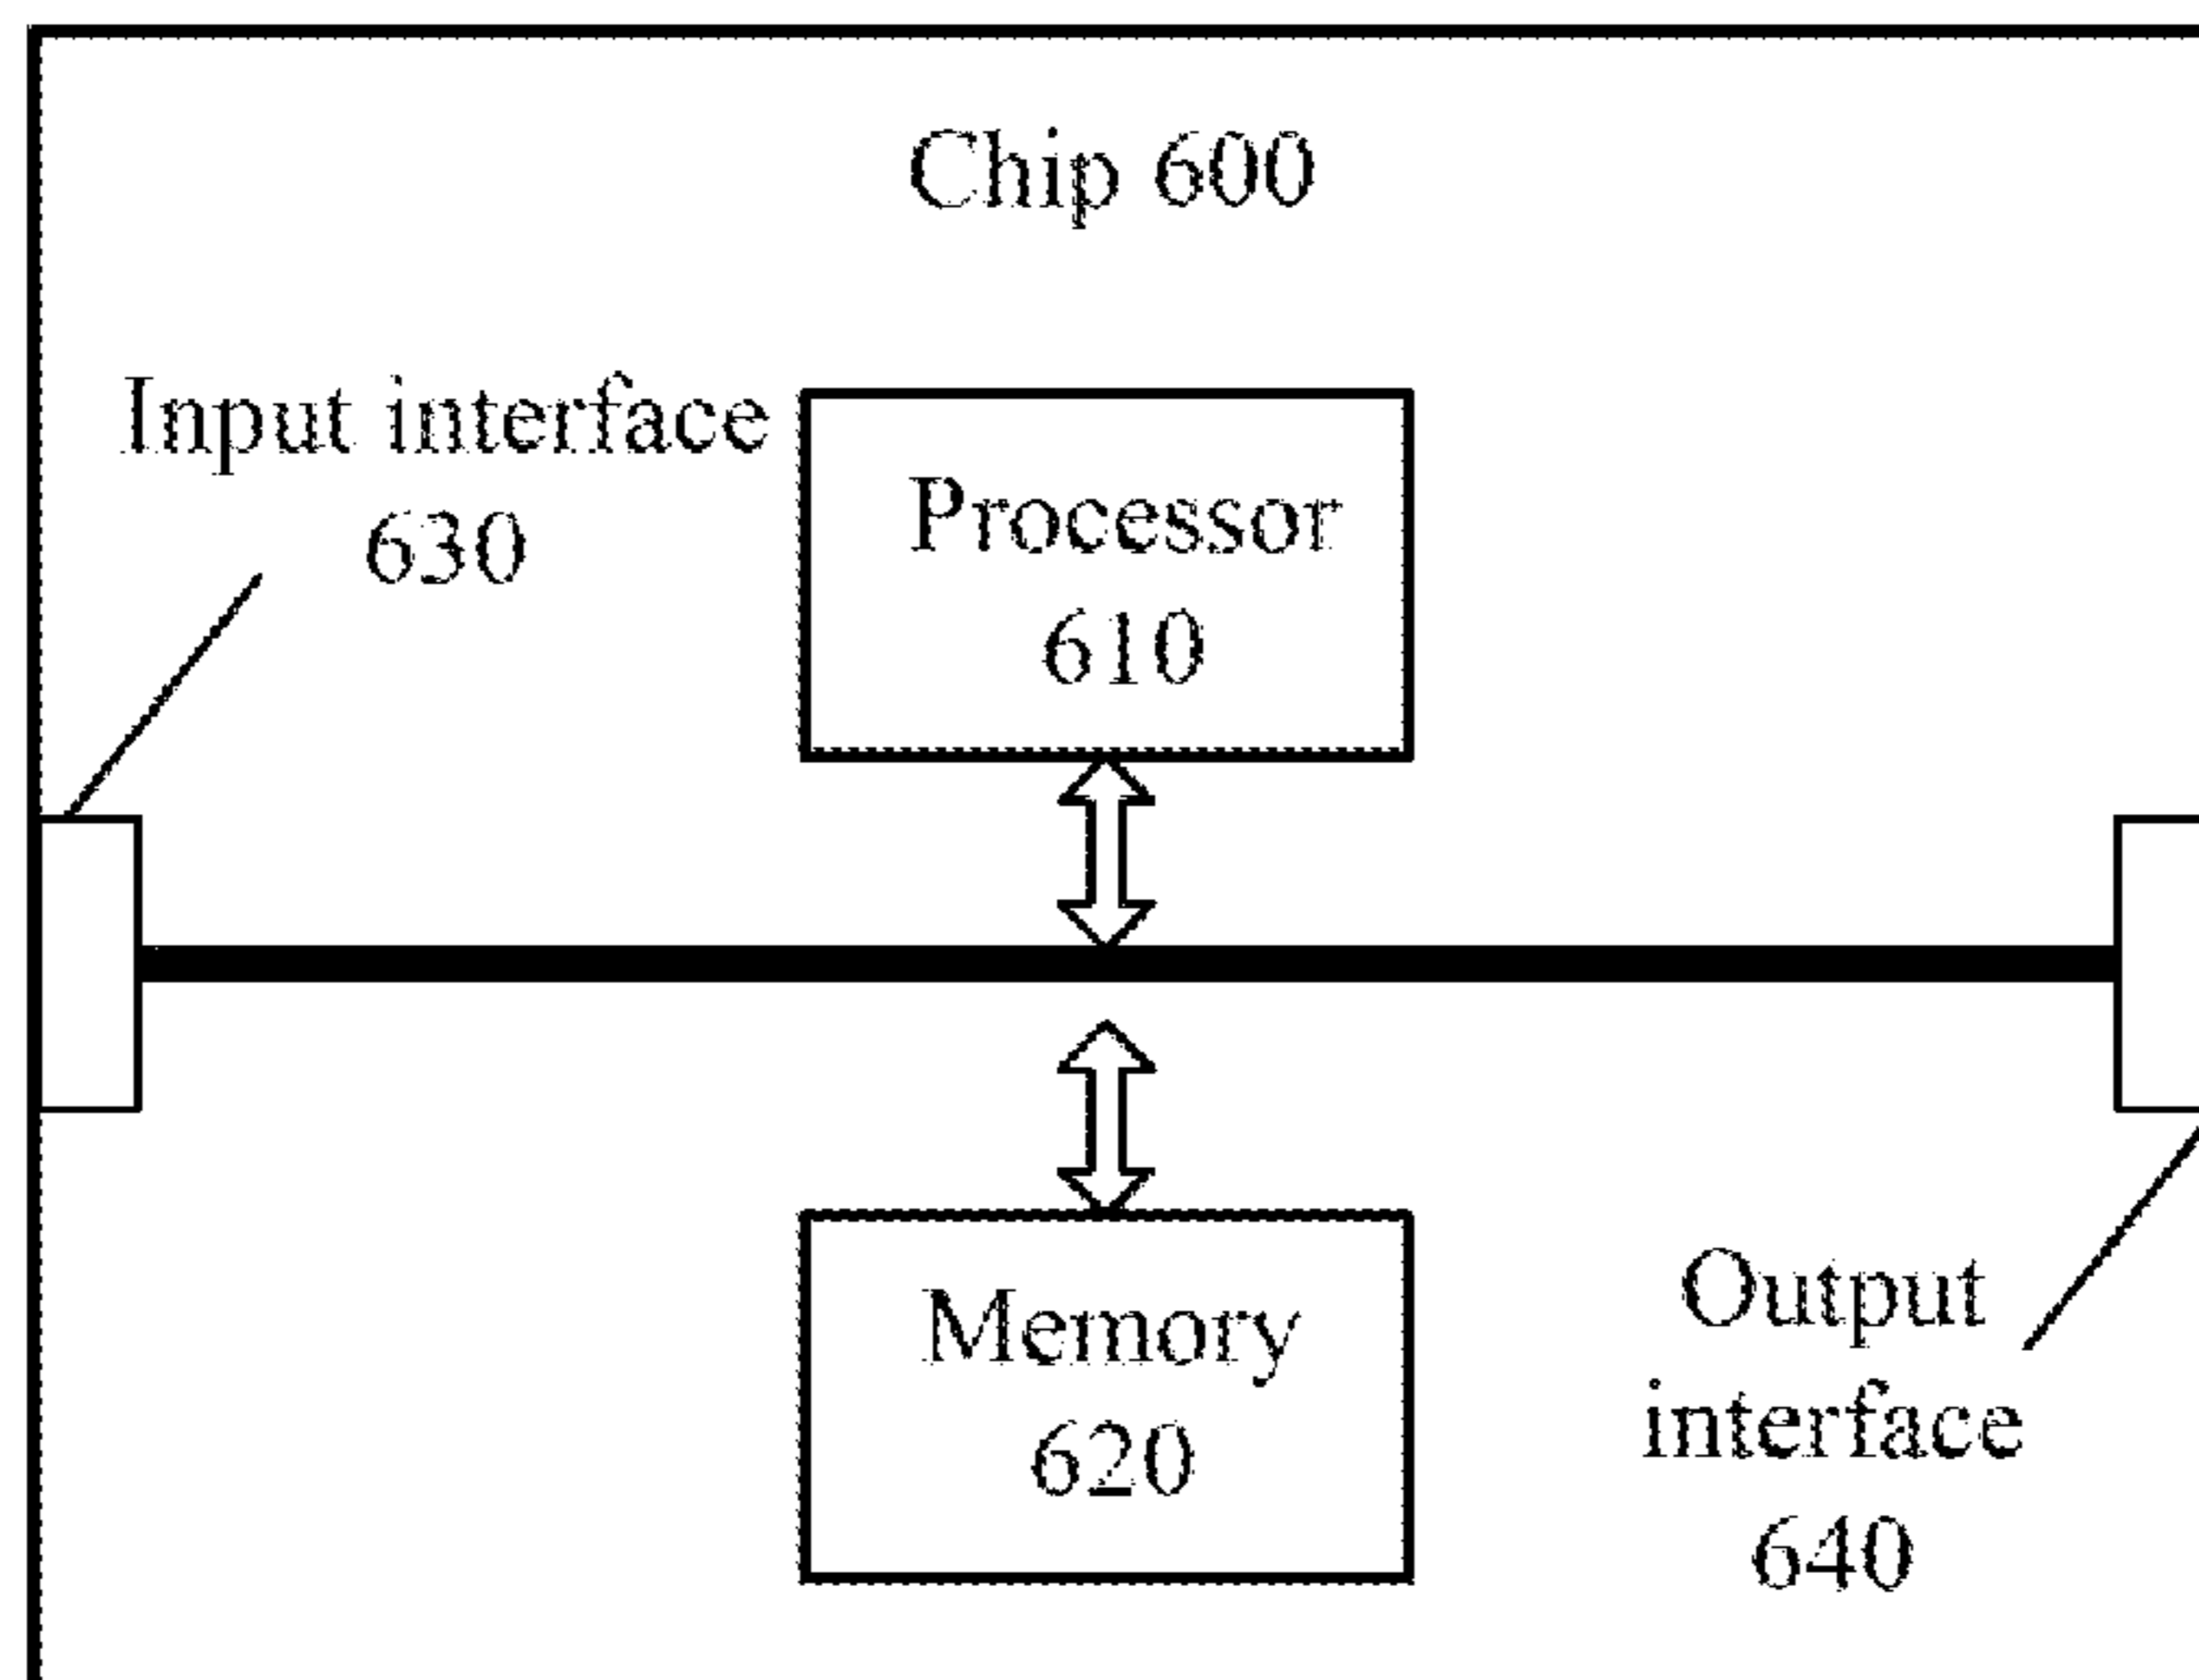 Chip 600
Input interface
630
Processor
610
Memory
620
Output
interface
640